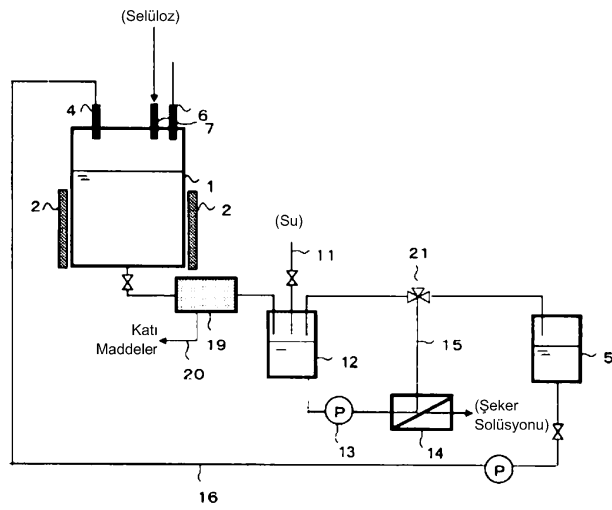 (Selüloz)
4
6
7
1
2
2
(Su)
11
21
Katı
Maddeler
19
20
12
15
5
P
13
14
(Şeker
Solüsyonu)
P
16